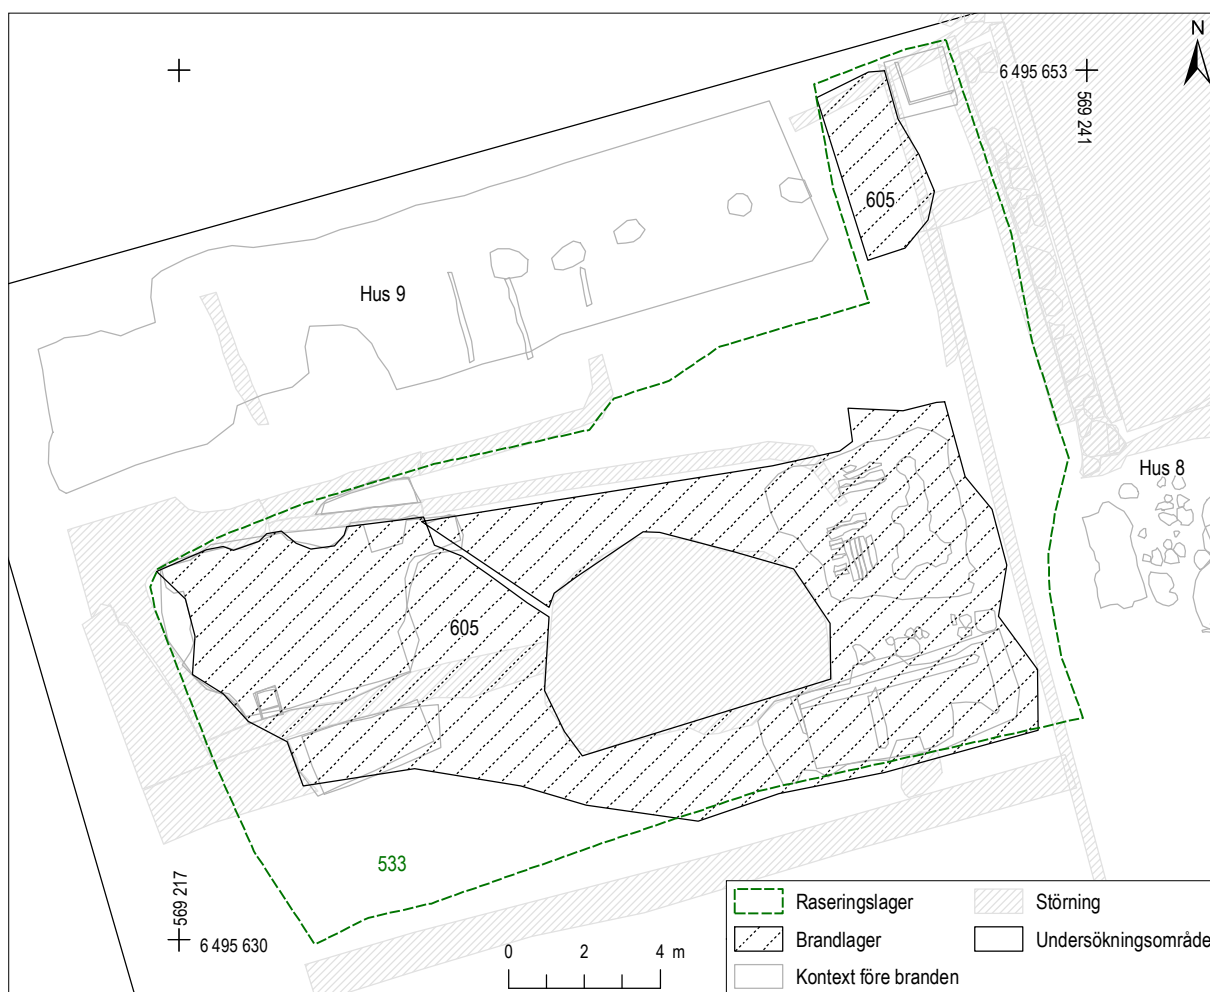 N
6 495 653
569 241
605
Hus 9
Hus 8
605
533
569 217
6 495 630
0 2 4 m
Raseringslager
Störning
Brandlager
Undersökningsområde
Kontext före branden